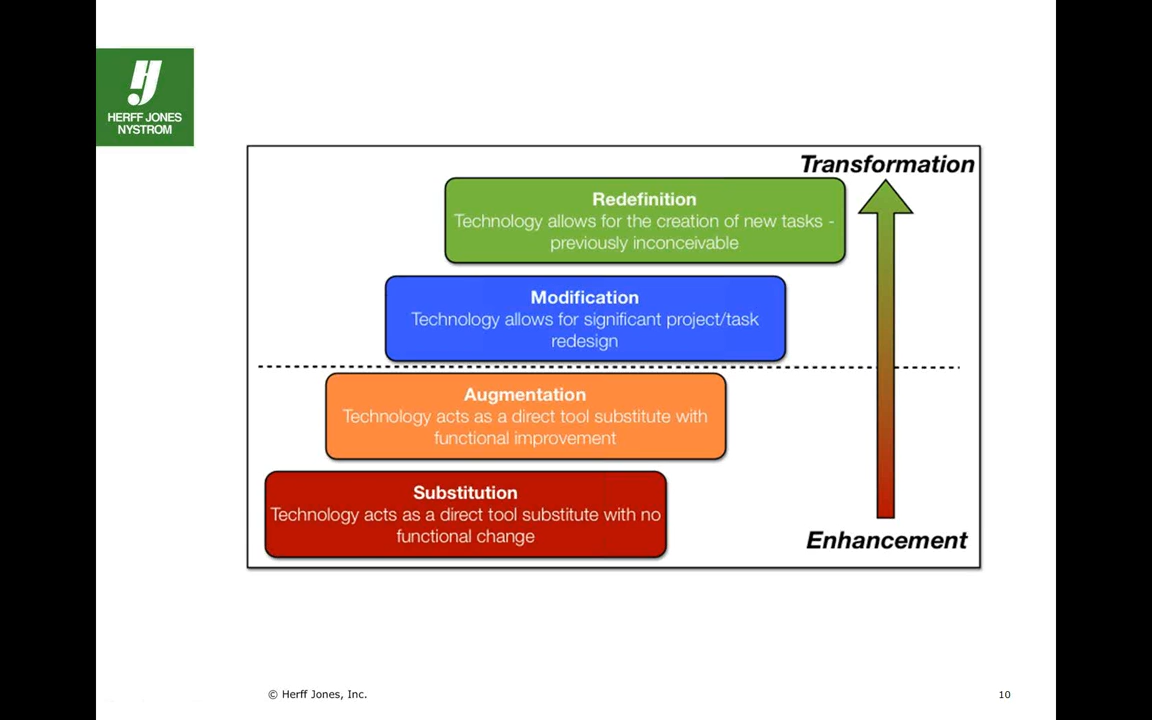 HERFF JONES
NYSTROM
Transformation
Redefinition
Technology allows for the creation of new tasks -
previously inconceivable
Modification
Technology allows for significant project/task
redesign
Augmentation
Technology acts as a direct tool substitute with
functional improvement
Substitution
Technology acts as a direct tool substitute with no
functional change
Enhancement
© Herff Jones, Inc.
10